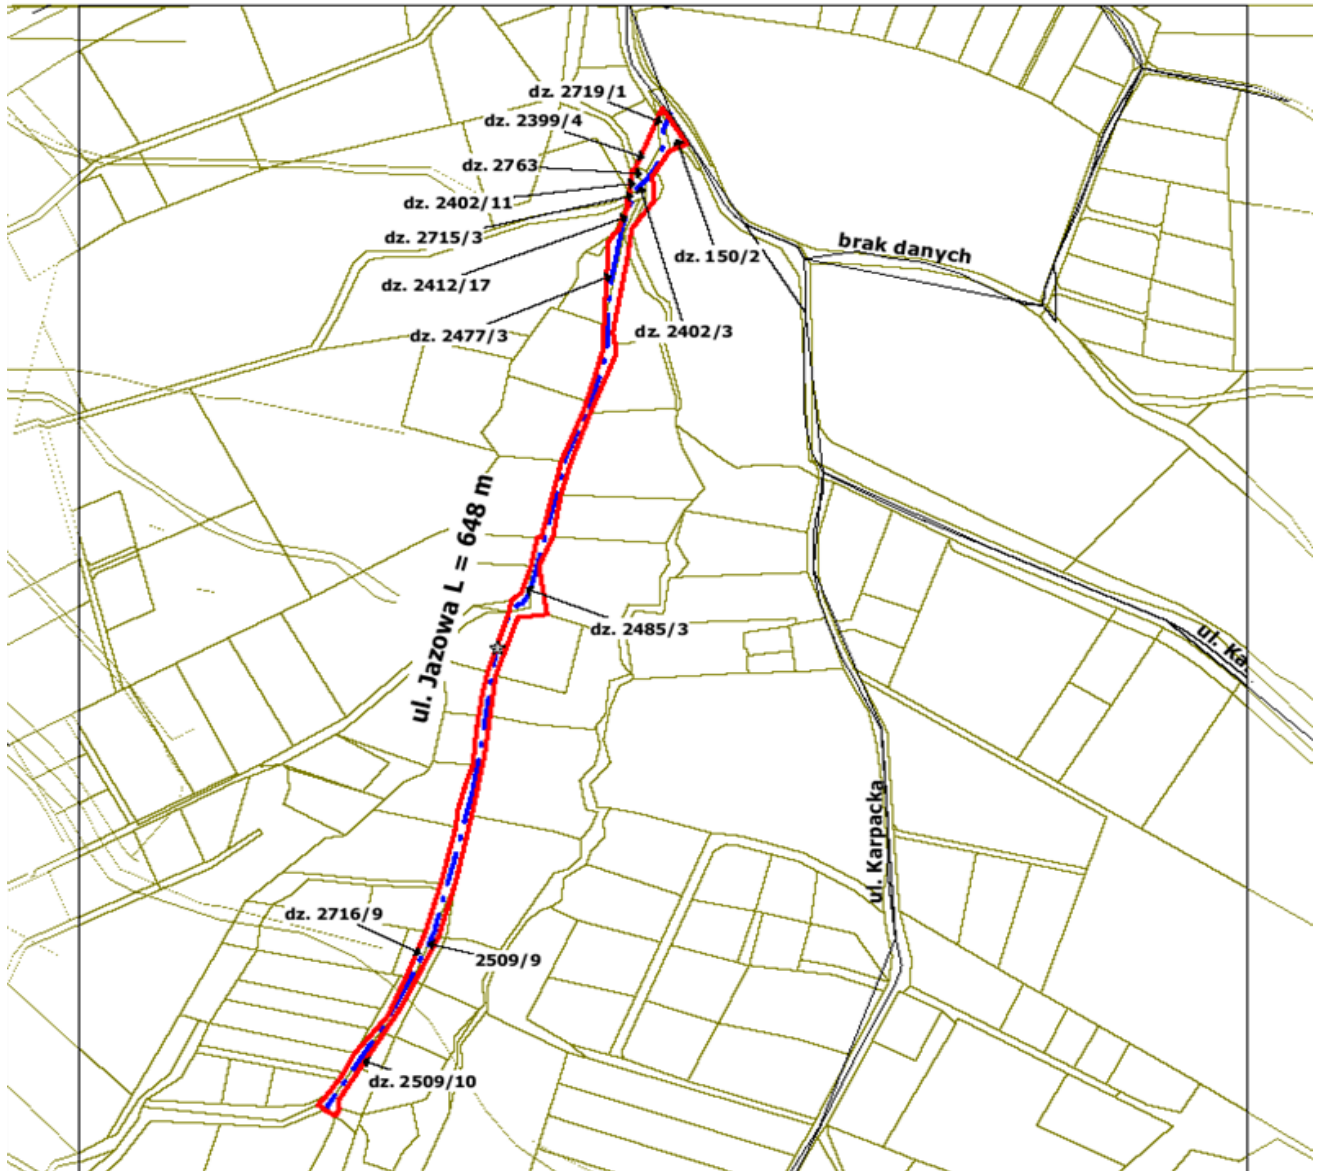 dz. 2719/1
dz. 2399/4
dz. 2763
dz. 2402/11
dz. 2715/3
dz. 150/2
brak danych
dz. 2412/17
dz. 2477/3
dz. 2402/3
ul. Jazowa L = 648 m
dz. 2485/3
ul. Ka
ul. Karpacka
dz. 2716/9
2509/9
dz. 2509/10